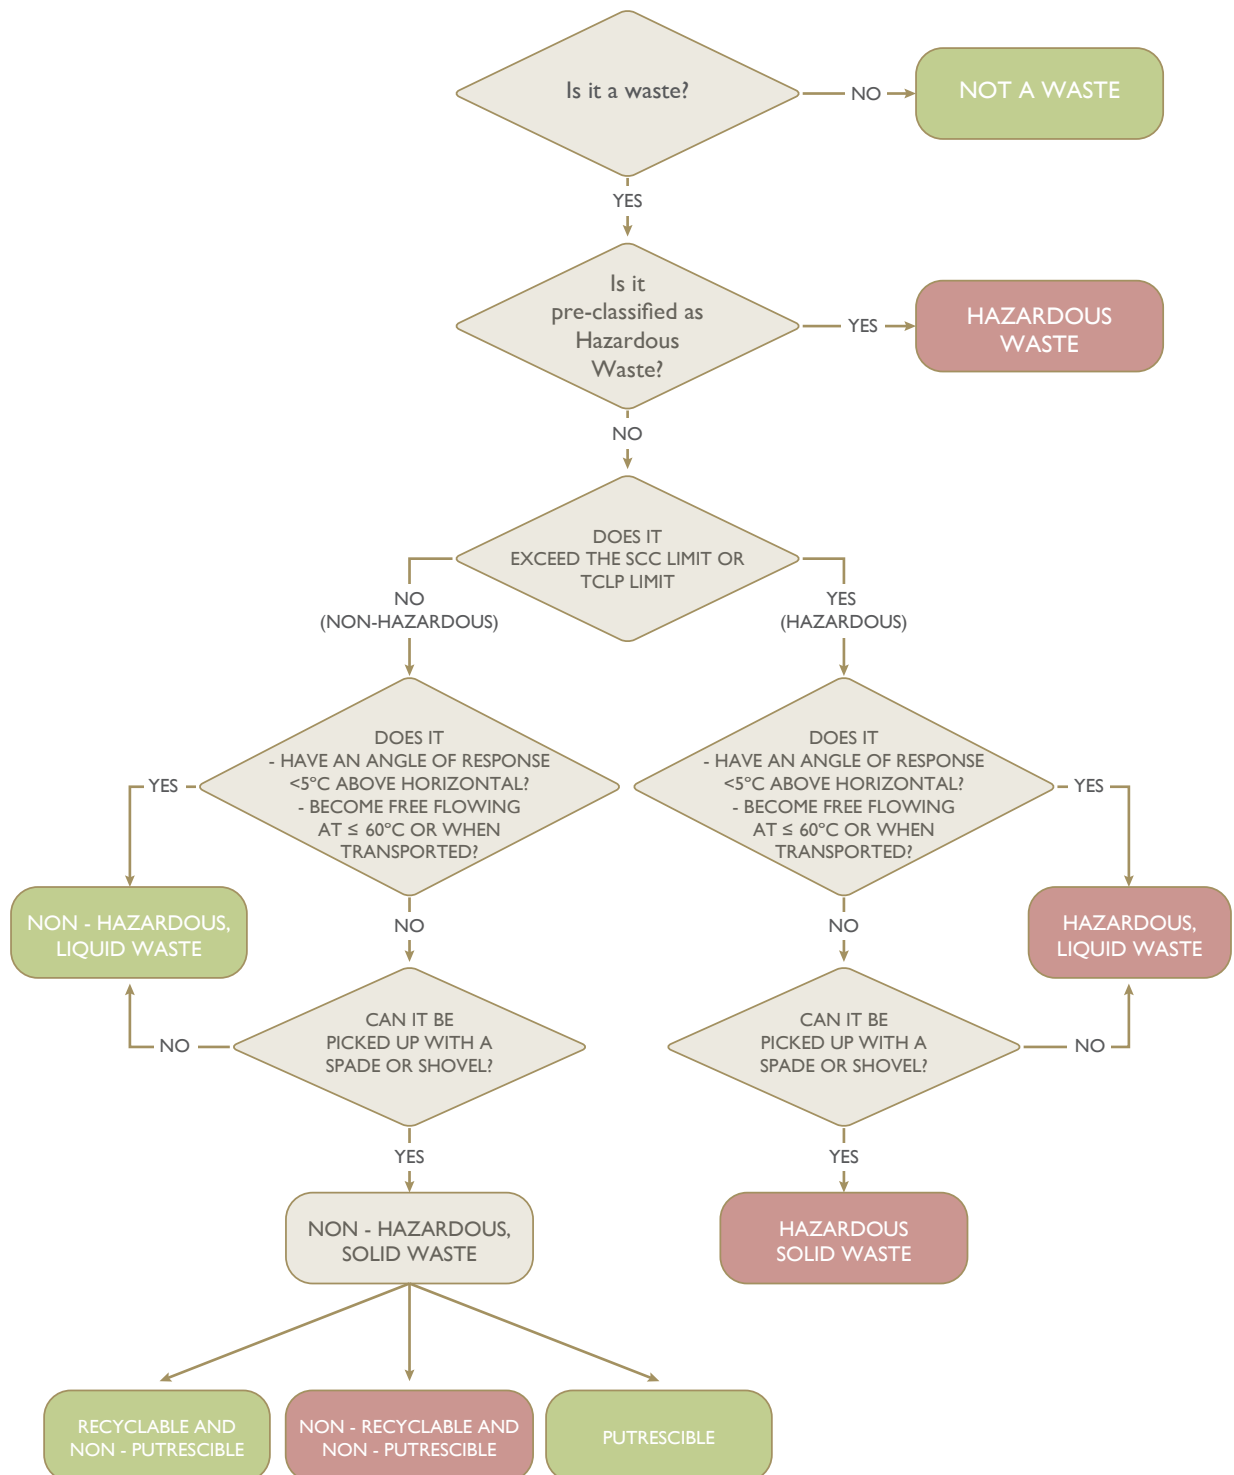 Is it a waste?
NO
NOT A WASTE
YES
Is it
pre-classified as
Hazardous
Waste?
YES
HAZARDOUS
WASTE
NO
DOES IT
EXCEED THE SCC LIMIT OR
TCLP LIMIT
NO
(NON-HAZARDOUS)
YES
(HAZARDOUS)
DOES IT
- HAVE AN ANGLE OF RESPONSE
<5ºC ABOVE HORIZONTAL?
- BECOME FREE FLOWING
AT ≤ 60ºC OR WHEN
TRANSPORTED?
YES
DOES IT
- HAVE AN ANGLE OF RESPONSE
<5ºC ABOVE HORIZONTAL?
- BECOME FREE FLOWING
AT ≤ 60ºC OR WHEN
TRANSPORTED?
YES
NON - HAZARDOUS,
LIQUID WASTE
NO
NO
HAZARDOUS,
LIQUID WASTE
CAN IT BE
PICKED UP WITH A
SPADE OR SHOVEL?
NO
CAN IT BE
PICKED UP WITH A
SPADE OR SHOVEL?
NO
YES
YES
NON - HAZARDOUS,
SOLID WASTE
HAZARDOUS
SOLID WASTE
RECYCLABLE AND
NON - PUTRESCIBLE
NON - RECYCLABLE AND
NON - PUTRESCIBLE
PUTRESCIBLE